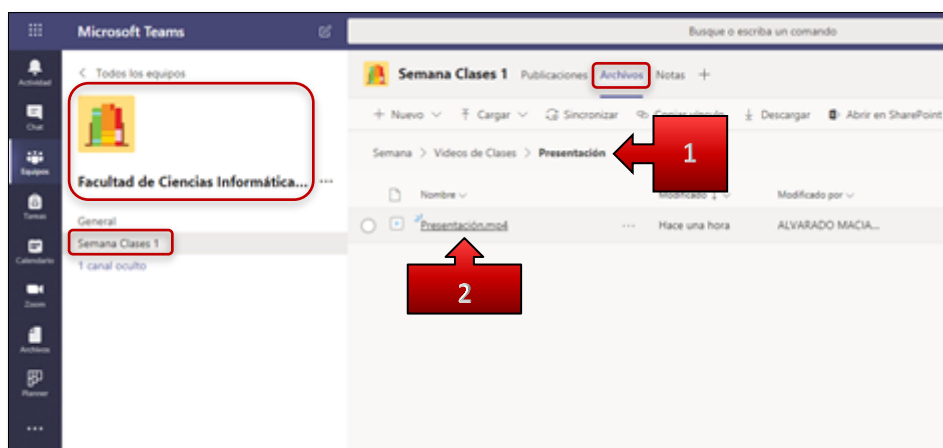 Microsoft Teams
Busque o escriba un comando
Actividad
Chat
Equipos
Tareas
Calendario
Zoom
Archivos
Planner
Todos los equipos
Facultad de Ciencias Informática...
General
Semana Clases 1
1 canal oculto
Semana Clases 1 Publicaciones Archivos Notas
Nuevo Cargar Sincronizar Descargar Abrir en SharePoint
Semana > Videos de Clases > Presentación
1
Nombre Modificado Modificado por
Presentación.mp4 Hace una hora ALVARADO MACIA...
2